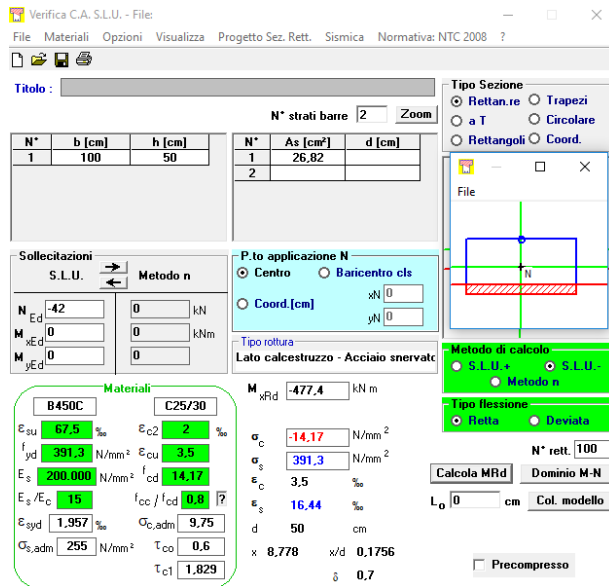 Verifica C.A. S.L.U. - File:
File Materiali Opzioni Visualizza Progetto Sez. Rett. Sismica Normativa: NTC 2008 ?
Titolo :
N° strati barre 2 Zoom
N° b [cm] h [cm]
1 100 50
N° As [cm²] d [cm]
1 26,82
2
Tipo Sezione
Rettan.re Trapezi
a T Circolare
Rettangoli Coord.
File
N
Sollecitazioni
S.L.U. Metodo n
N Ed -42 0 kN
M xEd 0 0 kNm
M yEd 0 0
P.to applicazione N
Centro Baricentro cls
Coord.[cm] xN 0
yN 0
Tipo rottura
Lato calcestruzzo - Acciaio snervato
Metodo di calcolo
S.L.U.+ S.L.U.-
Metodo n
Tipo flessione
Retta Deviata
N° rett. 100
Calcola MRd Dominio M-N
L₀ 0 cm Col. modello
Precompresso
Materiali
B450C C25/30
εsu 67,5 ‰ εc2 2 ‰
fyd 391,3 N/mm² εcu 3,5
Es 200.000 N/mm² fcd 14,17
Es /Ec 15 fcc / fcd 0,8 ?
εsyd 1,957 ‰ σc,adm 9,75
σs,adm 255 N/mm² τco 0,6
τc1 1,829
M xRd -477,4 kN m
σc -14,17 N/mm²
σs 391,3 N/mm²
εc 3,5 ‰
εs 16,44 ‰
d 50 cm
x 8,778 x/d 0,1756
δ 0,7